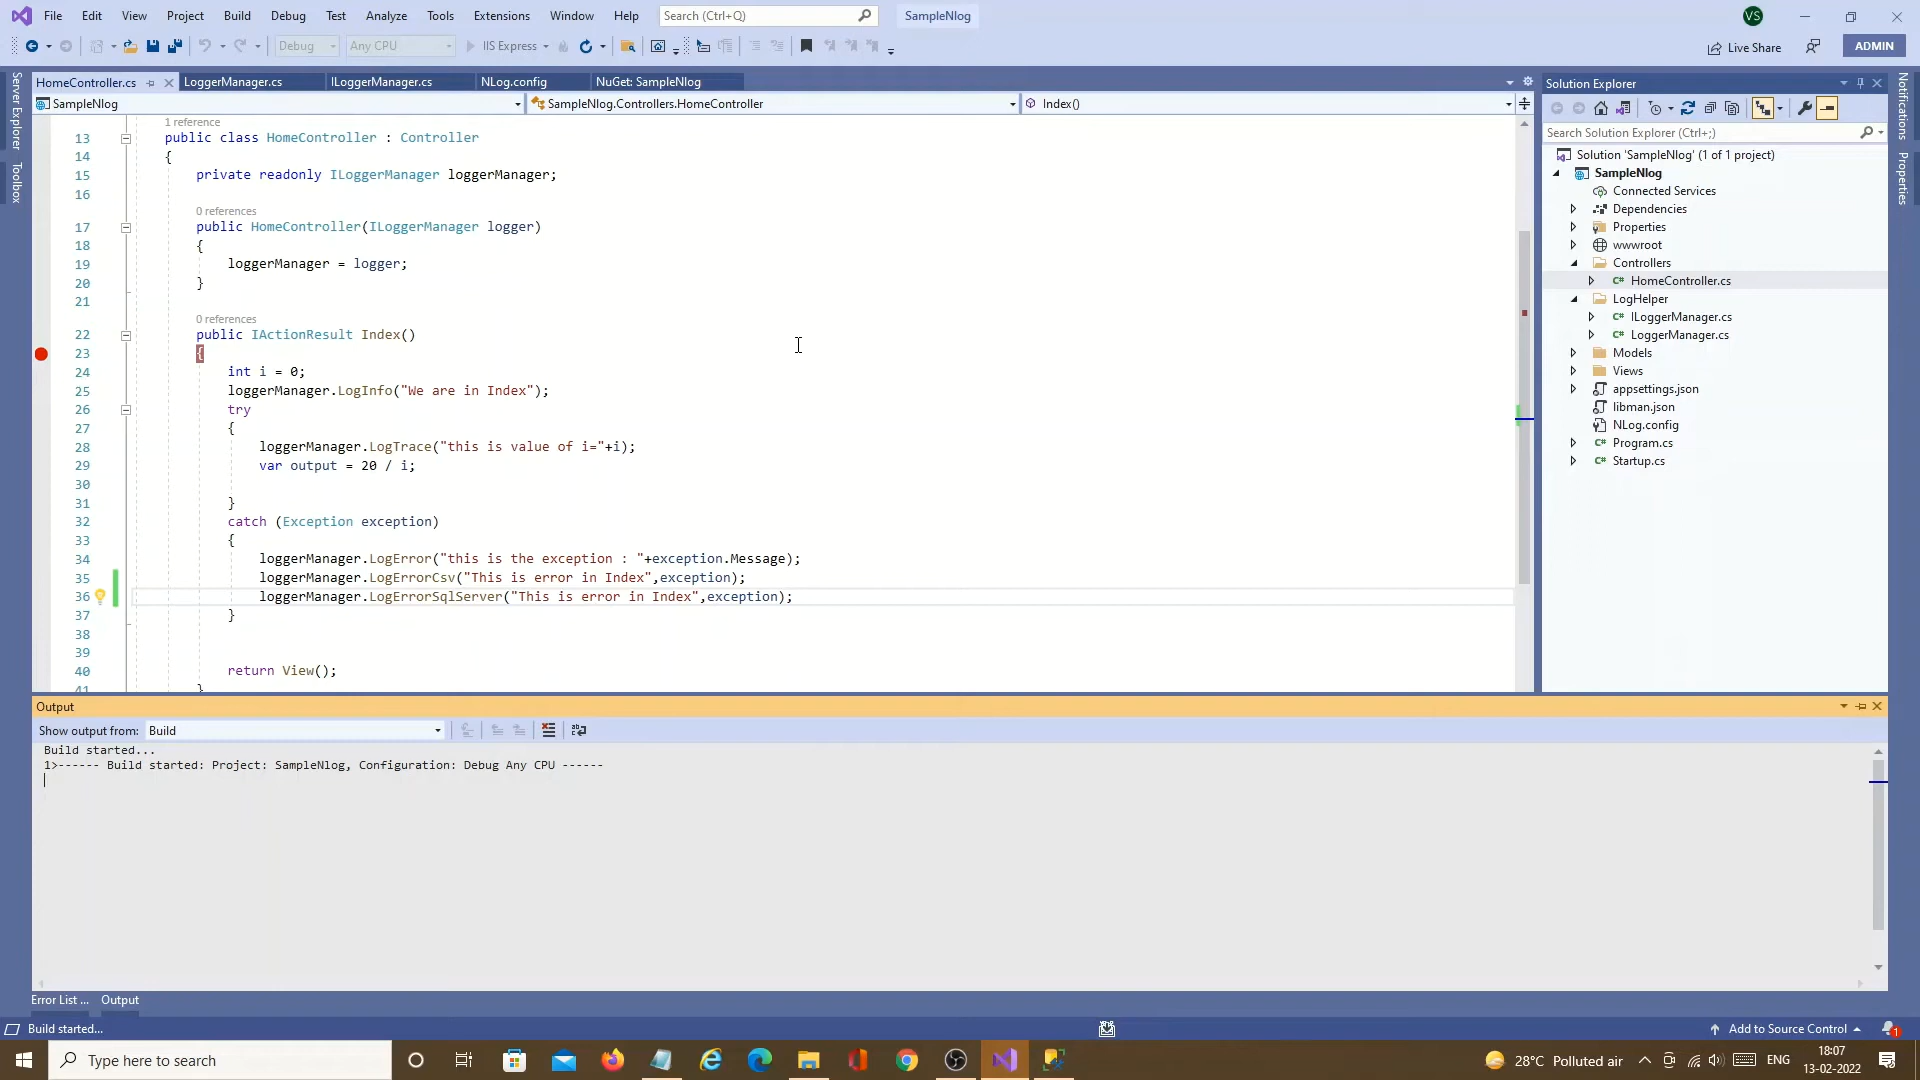 File Edit View Project Build Debug Test Analyze Tools Extensions Window Help Search (Ctrl+Q) SampleNlog VS
Debug Any CPU IIS Express Live Share ADMIN
Server Explorer
Toolbox
HomeController.cs LoggerManager.cs ILoggerManager.cs NLog.config NuGet: SampleNlog
SampleNlog SampleNlog.Controllers.HomeController Index()
1 reference
13 public class HomeController : Controller
14 {
15 private readonly ILoggerManager loggerManager;
16
0 references
17 public HomeController(ILoggerManager logger)
18 {
19 loggerManager = logger;
20 }
21
0 references
22 public IActionResult Index()
23 {
24 int i = 0;
25 loggerManager.LogInfo("We are in Index");
26 try
27 {
28 loggerManager.LogTrace("this is value of i="+i);
29 var output = 20 / i;
30
31 }
32 catch (Exception exception)
33 {
34 loggerManager.LogError("this is the exception : "+exception.Message);
35 loggerManager.LogErrorCsv("This is error in Index",exception);
36 loggerManager.LogErrorSqlServer("This is error in Index",exception);
37 }
38
39
40 return View();
41 }
Solution Explorer
Search Solution Explorer (Ctrl+;)
Solution 'SampleNlog' (1 of 1 project)
SampleNlog
Connected Services
Dependencies
Properties
wwwroot
Controllers
C# HomeController.cs
LogHelper
C# ILoggerManager.cs
C# LoggerManager.cs
Models
Views
appsettings.json
libman.json
NLog.config
C# Program.cs
C# Startup.cs
Notifications
Properties
Output
Show output from: Build
Build started...
1>------ Build started: Project: SampleNlog, Configuration: Debug Any CPU ------
Error List ... Output
Build started... Add to Source Control 1
Type here to search 28°C Polluted air ENG 18:07
13-02-2022